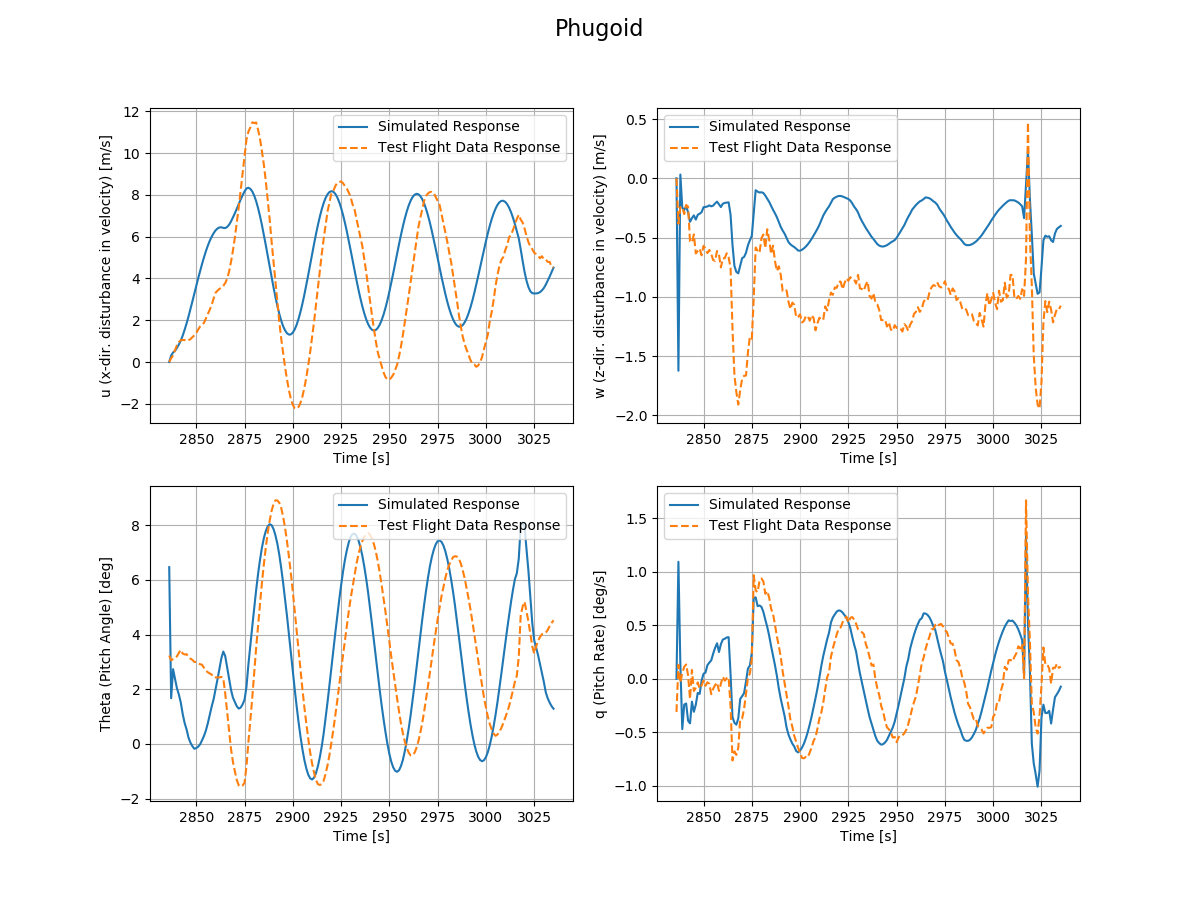 Phugoid
12
10
8
6
4
2
0
−2
u (x-dir. disturbance in velocity) [m/s]
Simulated Response
Test Flight Data Response
2850 2875 2900 2925 2950 2975 3000 3025
Time [s]
0.5
0.0
−0.5
−1.0
−1.5
−2.0
w (z-dir. disturbance in velocity) [m/s]
Simulated Response
Test Flight Data Response
2850 2875 2900 2925 2950 2975 3000 3025
Time [s]
8
6
4
2
0
−2
Theta (Pitch Angle) [deg]
Simulated Response
Test Flight Data Response
2850 2875 2900 2925 2950 2975 3000 3025
Time [s]
1.5
1.0
0.5
0.0
−0.5
−1.0
q (Pitch Rate) [deg/s]
Simulated Response
Test Flight Data Response
2850 2875 2900 2925 2950 2975 3000 3025
Time [s]